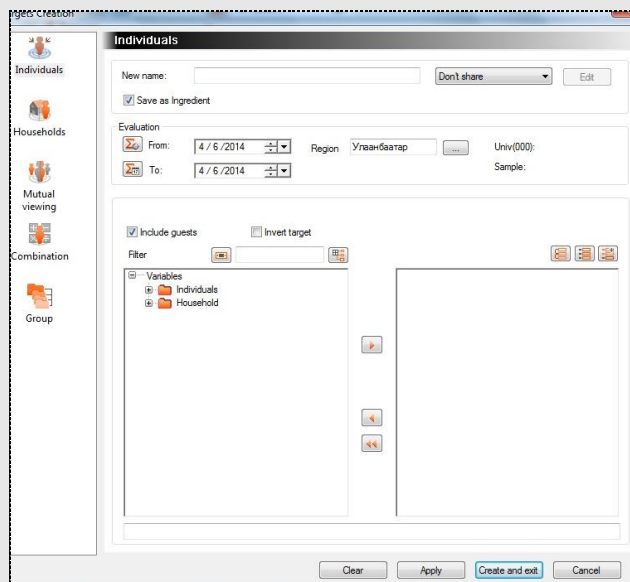 rgets Creation
Individuals
Households
Mutual
viewing
Combination
Group
Individuals
New name:
Don't share
Edit
Save as Ingredient
Evaluation
From: 4 / 6 /2014
Region Улаанбаатар ...
Univ(000):
To: 4 / 6 /2014
Sample:
Include guests
Invert target
Filter
Variables
Individuals
Household
Clear
Apply
Create and exit
Cancel